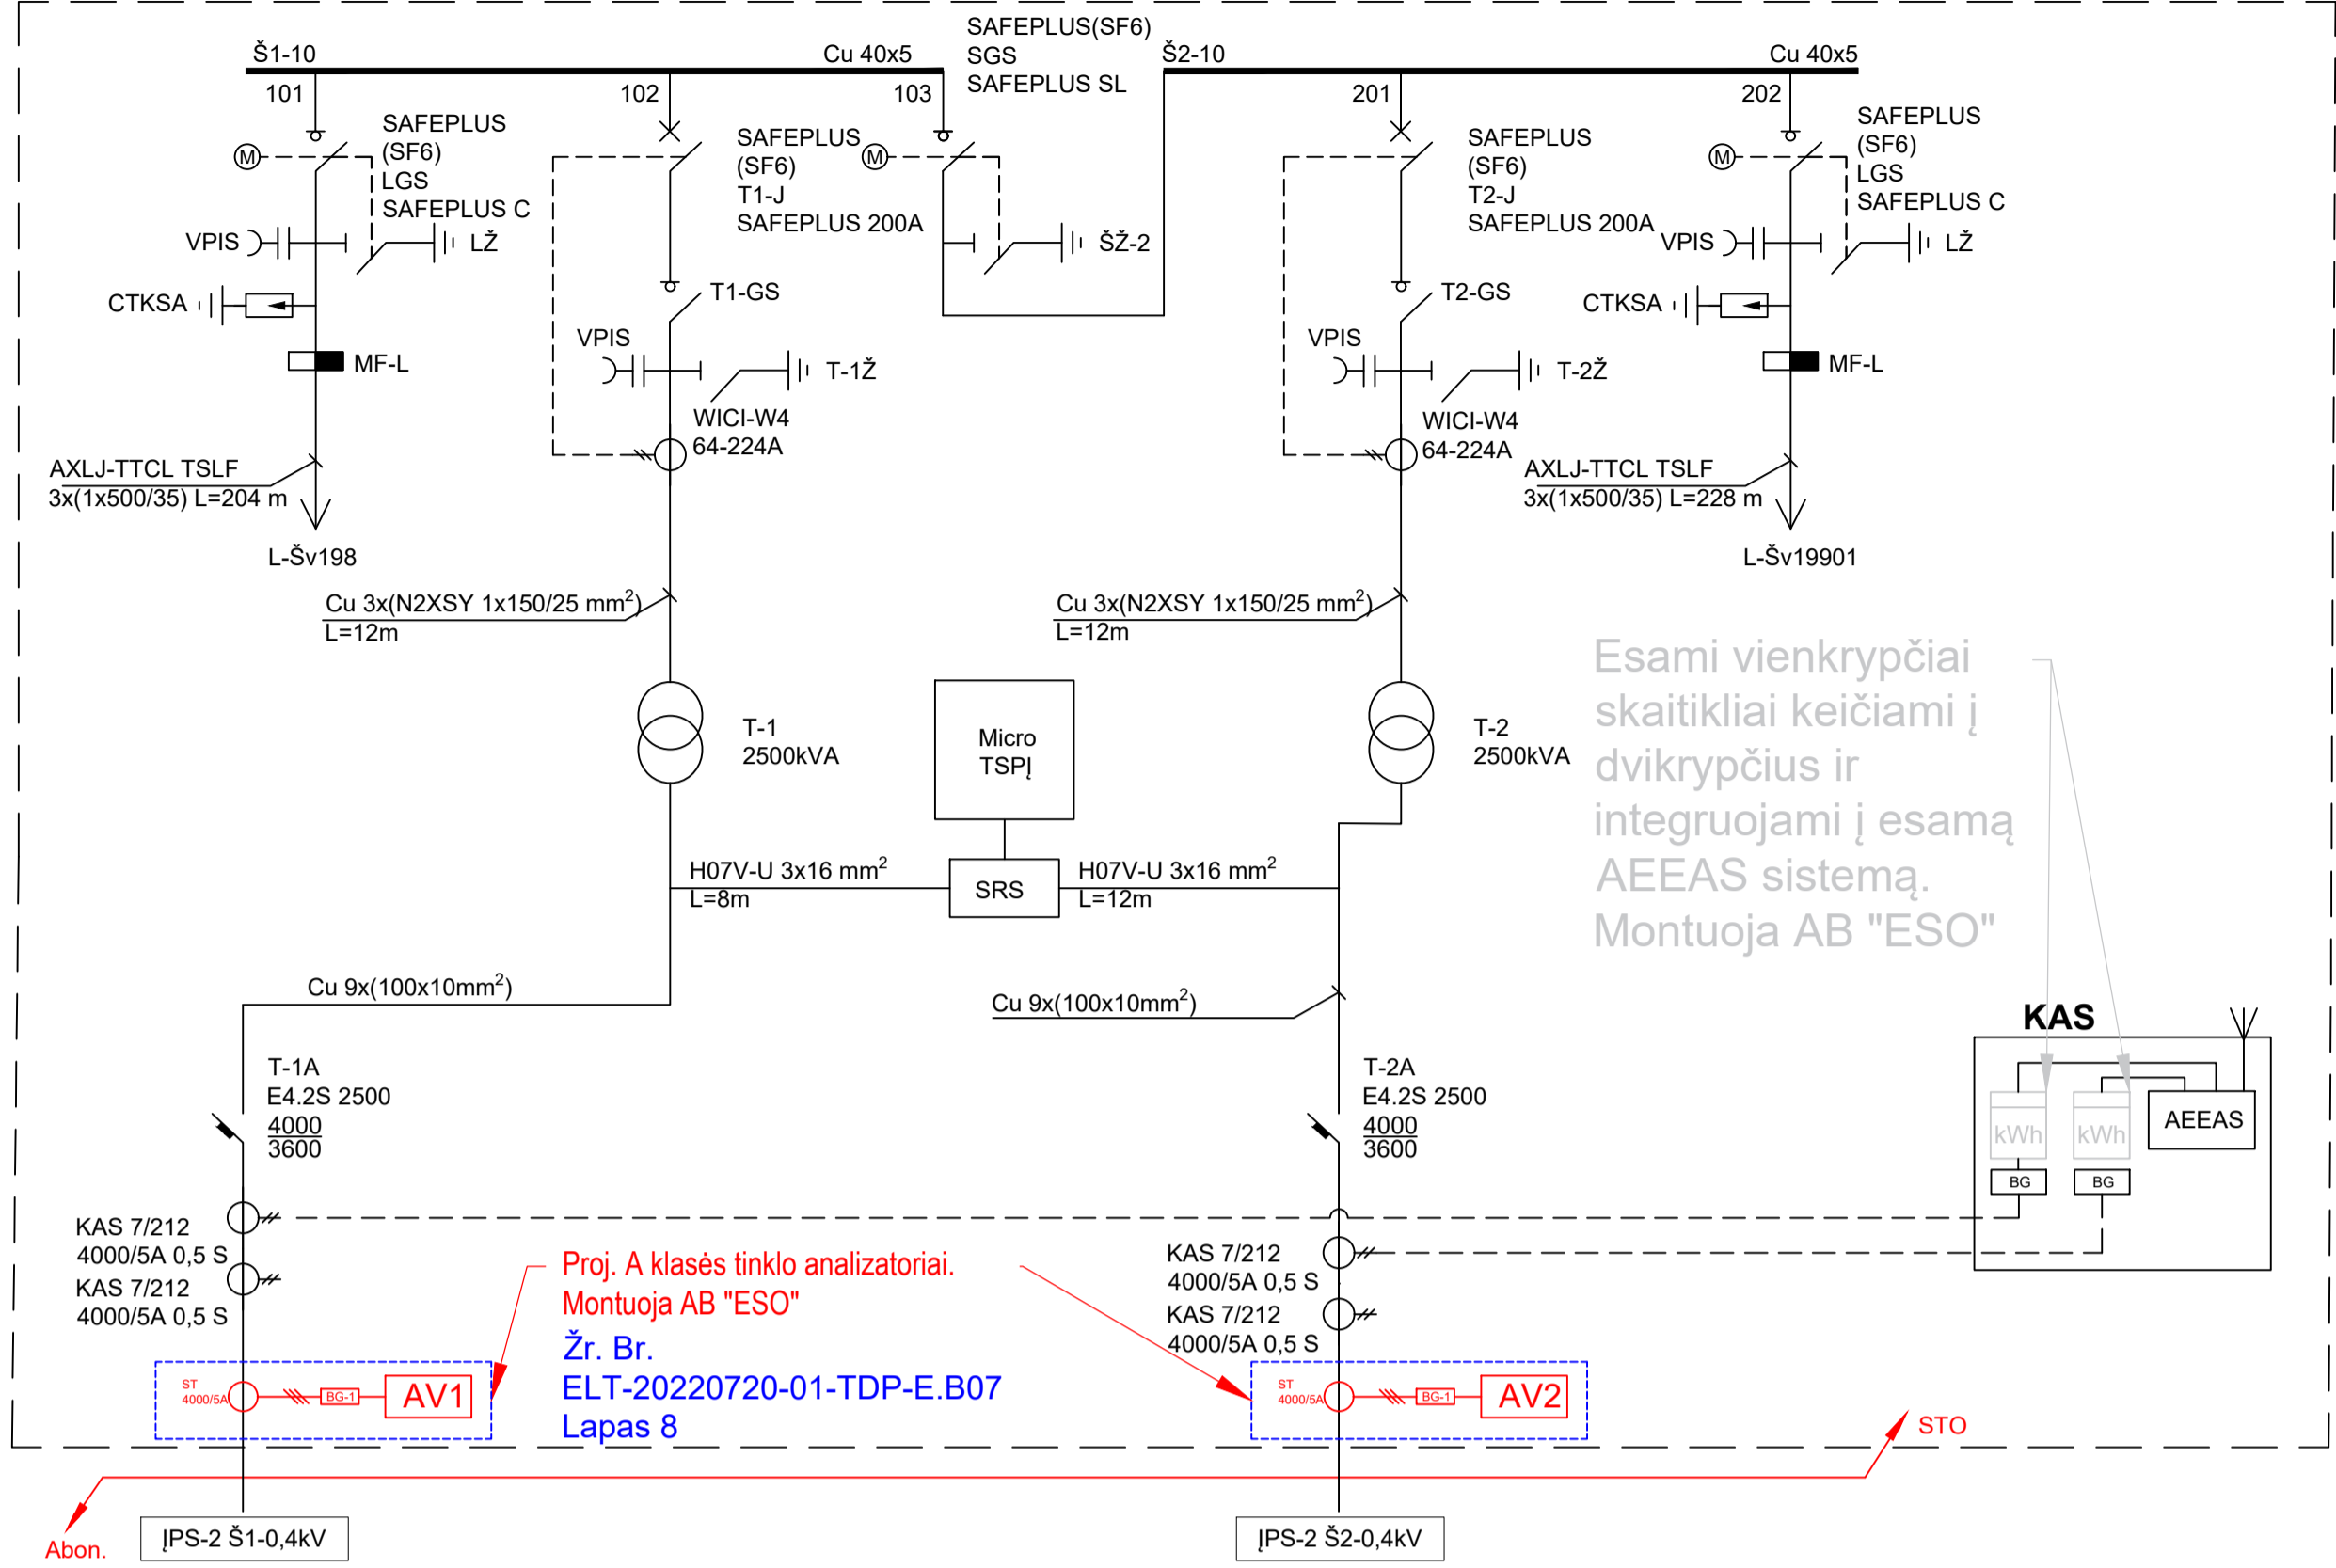 SAFEPLUS(SF6)
SGS
SAFEPLUS SL
Š1-10
Cu 40x5
Š2-10
Cu 40x5
101
102
103
201
202
SAFEPLUS
(SF6)
LGS
SAFEPLUS C
M
VPIS
LŽ
CTKSA
MF-L
AXLJ-TTCL TSLF
3x(1x500/35) L=204 m
L-Šv198
SAFEPLUS
(SF6)
T1-J
SAFEPLUS 200A
T1-GS
VPIS
T-1Ž
WICI-W4
64-224A
M
ŠŽ-2
SAFEPLUS
(SF6)
T2-J
SAFEPLUS 200A
T2-GS
VPIS
T-2Ž
WICI-W4
64-224A
SAFEPLUS
(SF6)
LGS
SAFEPLUS C
M
VPIS
LŽ
CTKSA
MF-L
AXLJ-TTCL TSLF
3x(1x500/35) L=228 m
L-Šv19901
Cu 3x(N2XSY 1x150/25 mm²)
L=12m
Cu 3x(N2XSY 1x150/25 mm²)
L=12m
T-1
2500kVA
Micro
TSPĮ
T-2
2500kVA
Esami vienkrypčiai
skaitikliai keičiami į
dvikrypčius ir
integruojami į esamą
AEEAS sistemą.
Montuoja AB "ESO"
H07V-U 3x16 mm²
L=8m
SRS
H07V-U 3x16 mm²
L=12m
Cu 9x(100x10mm²)
Cu 9x(100x10mm²)
KAS
kWh
kWh
AEEAS
BG
BG
T-1A
E4.2S 2500
4000
3600
T-2A
E4.2S 2500
4000
3600
KAS 7/212
4000/5A 0,5 S
KAS 7/212
4000/5A 0,5 S
Proj. A klasės tinklo analizatoriai.
Montuoja AB "ESO"
Žr. Br.
ELT-20220720-01-TDP-E.B07
Lapas 8
KAS 7/212
4000/5A 0,5 S
KAS 7/212
4000/5A 0,5 S
ST
4000/5A
BG-1
AV1
ST
4000/5A
BG-1
AV2
STO
Abon.
ĮPS-2 Š1-0,4kV
ĮPS-2 Š2-0,4kV